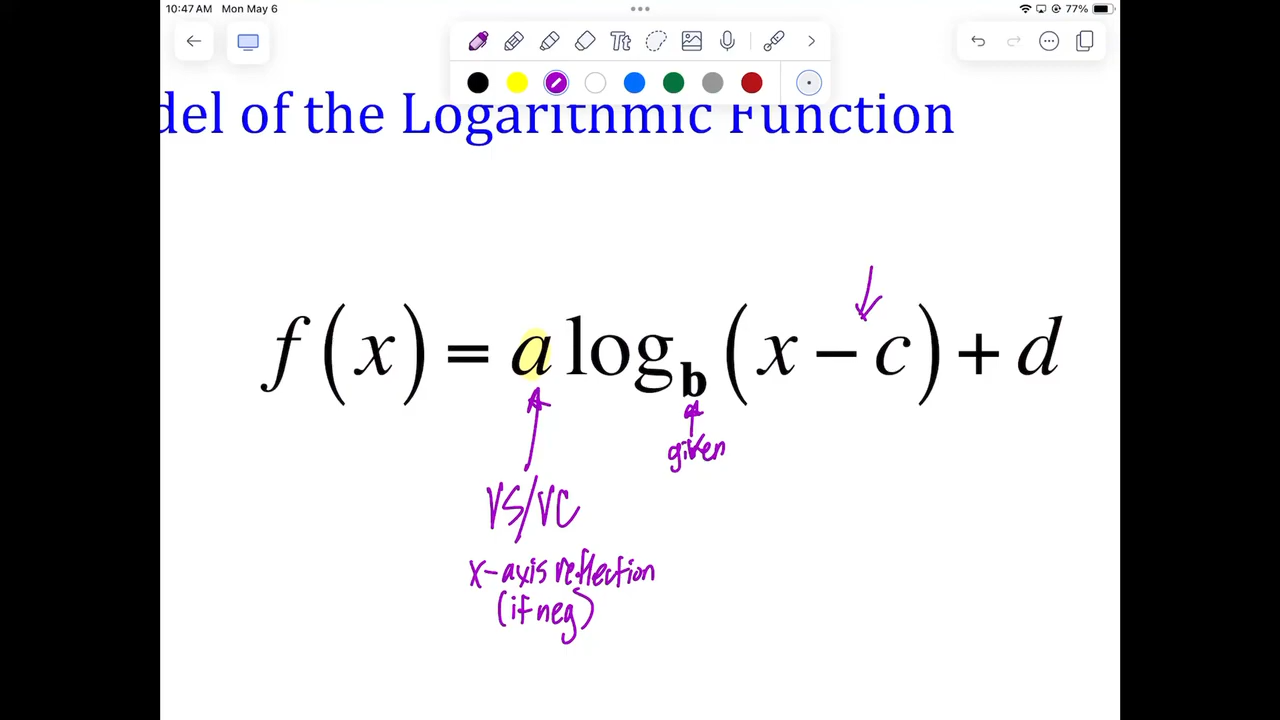 10:47 AM Mon May 6
77%
Tt
del of the Logarithmic Function
f(x) = a log_b (x − c) + d
given
VS/VC
x-axis reflection
(if neg)